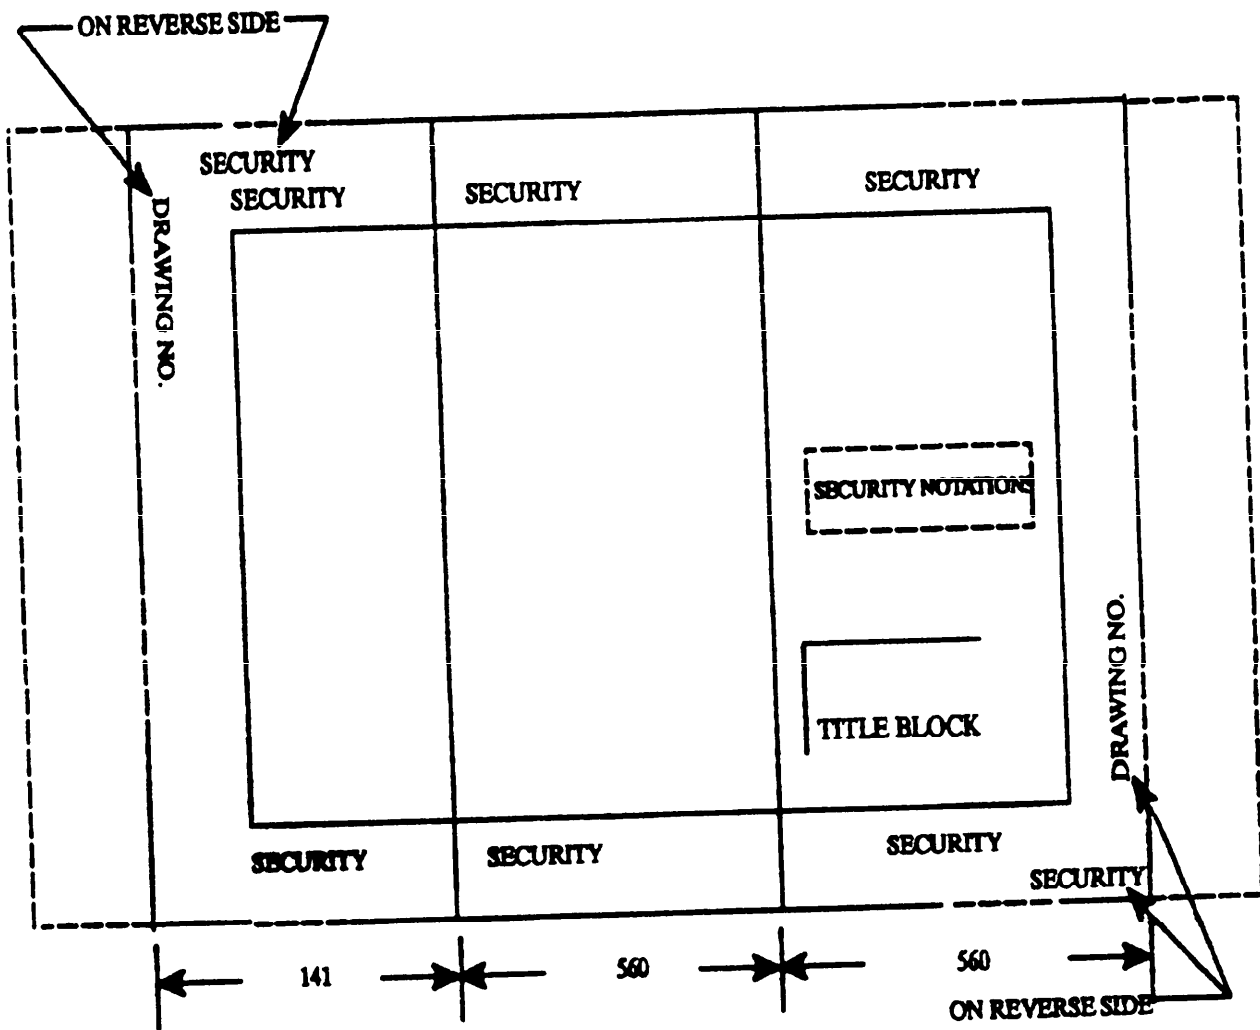 ON REVERSE SIDE
SECURITY
SECURITY
SECURITY
SECURITY
DRAWING NO.
SECURITY NOTATIONS
DRAWING NO.
TITLE BLOCK
SECURITY
SECURITY
SECURITY
SECURITY
141
560
560
ON REVERSE SIDE